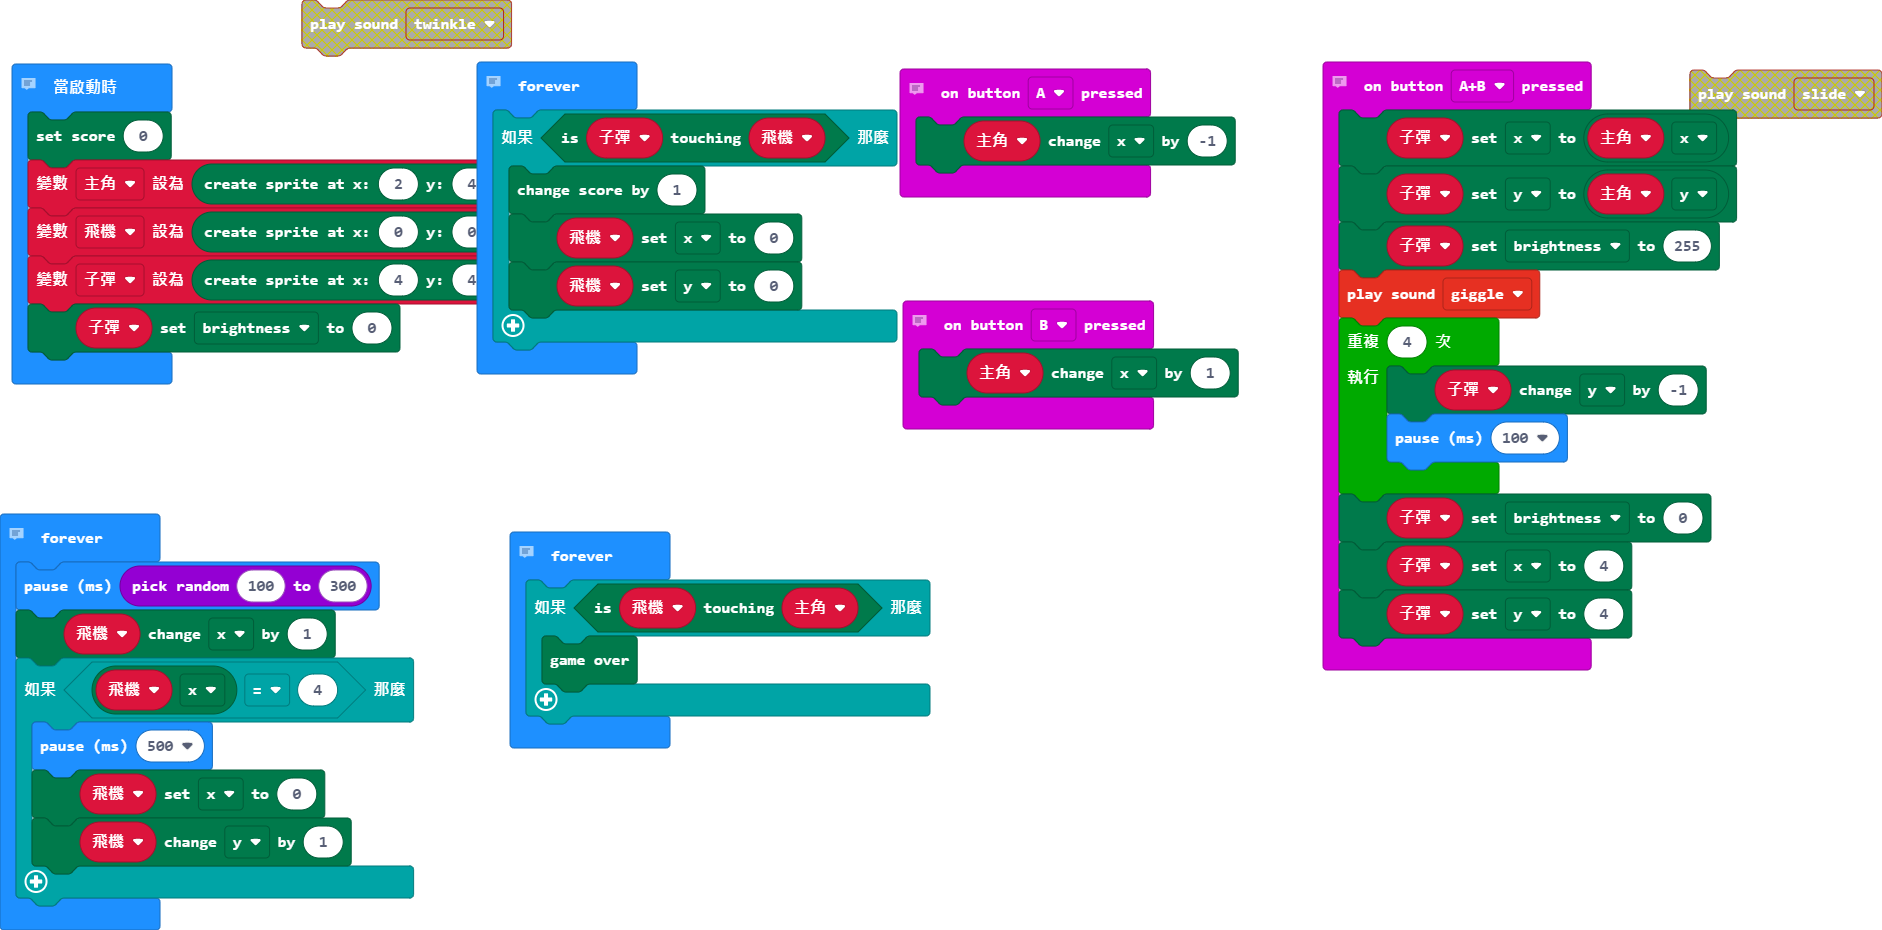 play sound twinkle
當啟動時
set score 0
變數 主角 設為 create sprite at x: 2 y: 4
變數 飛機 設為 create sprite at x: 0 y: 0
變數 子彈 設為 create sprite at x: 4 y: 4
子彈 set brightness to 0
forever
如果 is 子彈 touching 飛機 那麼
change score by 1
飛機 set x to 0
飛機 set y to 0
on button A pressed
主角 change x by -1
on button B pressed
主角 change x by 1
on button A+B pressed
子彈 set x to 主角 x
子彈 set y to 主角 y
子彈 set brightness to 255
play sound giggle
重複 4 次
執行
子彈 change y by -1
pause (ms) 100
子彈 set brightness to 0
子彈 set x to 4
子彈 set y to 4
play sound slide
forever
pause (ms) pick random 100 to 300
飛機 change x by 1
如果 飛機 x = 4 那麼
pause (ms) 500
飛機 set x to 0
飛機 change y by 1
forever
如果 is 飛機 touching 主角 那麼
game over